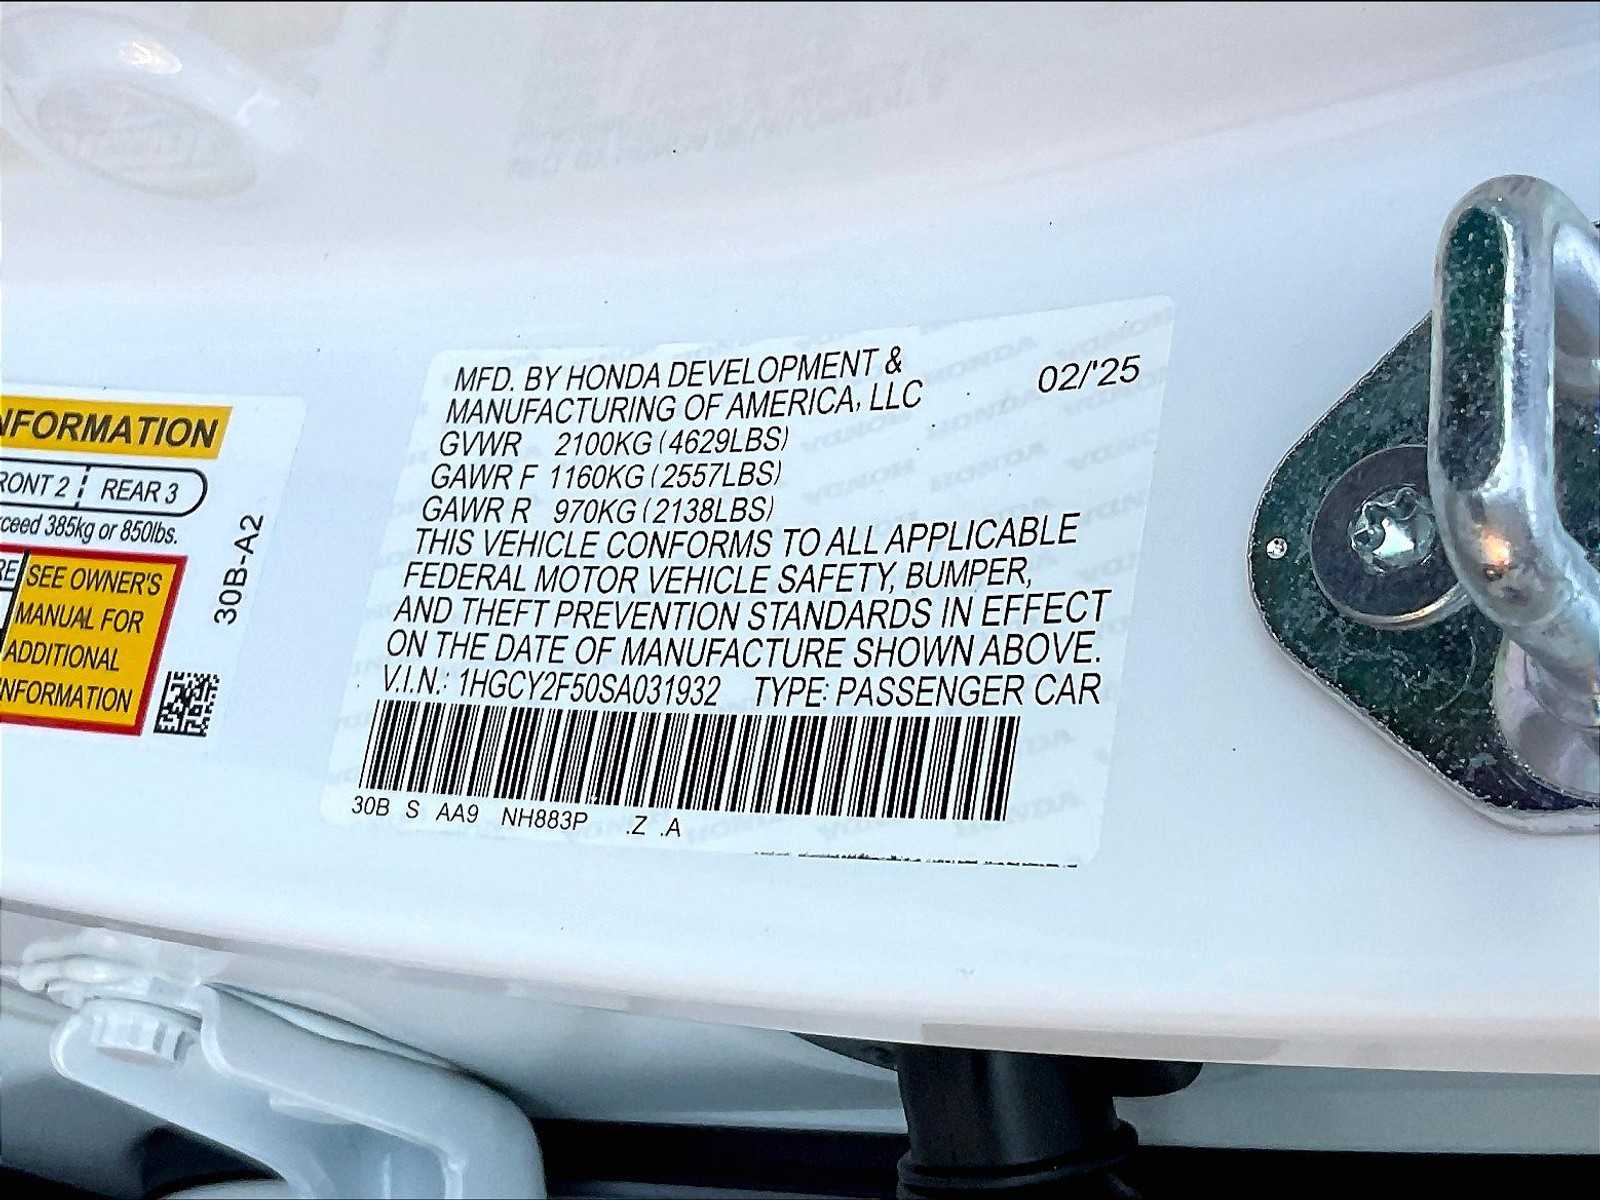 NFORMATION
RONT 2 REAR 3
ceed 385kg or 850lbs.
RE
SEE OWNER'S
MANUAL FOR
ADDITIONAL
NFORMATION
30B-A2
MFD. BY HONDA DEVELOPMENT &
MANUFACTURING OF AMERICA, LLC 02/'25
GVWR 2100KG (4629LBS)
GAWR F 1160KG (2557LBS)
GAWR R 970KG (2138LBS)
THIS VEHICLE CONFORMS TO ALL APPLICABLE
FEDERAL MOTOR VEHICLE SAFETY, BUMPER,
AND THEFT PREVENTION STANDARDS IN EFFECT
ON THE DATE OF MANUFACTURE SHOWN ABOVE.
V.I.N.: 1HGCY2F50SA031932 TYPE: PASSENGER CAR
30B S AA9 NH883P .Z .A